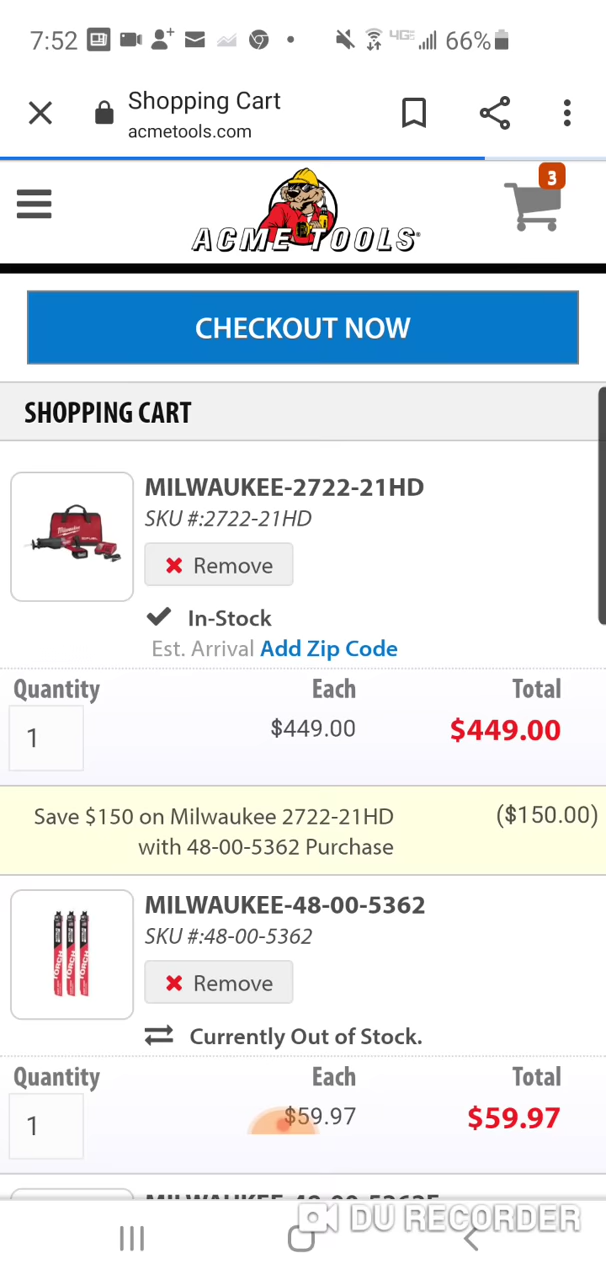 7:52
4GE
66%
Shopping Cart
acmetools.com
3
ACME TOOLS
CHECKOUT NOW
SHOPPING CART
MILWAUKEE-2722-21HD
SKU #:2722-21HD
Remove
In-Stock
Est. Arrival Add Zip Code
Quantity Each Total
1 $449.00 $449.00
Save $150 on Milwaukee 2722-21HD ($150.00)
with 48-00-5362 Purchase
MILWAUKEE-48-00-5362
SKU #:48-00-5362
Remove
Currently Out of Stock.
Quantity Each Total
1 $59.97 $59.97
DU RECORDER